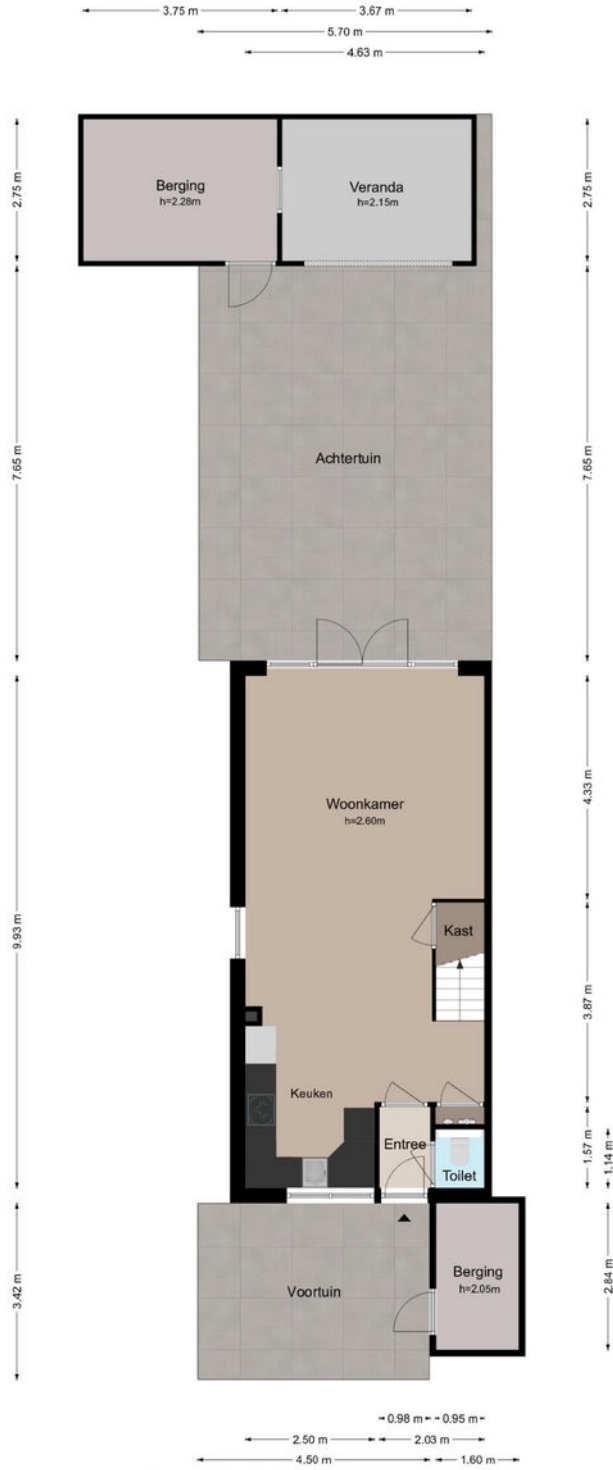 3.75 m
3.67 m
5.70 m
4.63 m
2.75 m
Berging
h=2.28m
Veranda
h=2.15m
2.75 m
7.65 m
Achtertuin
7.65 m
9.93 m
Woonkamer
h=2.60m
4.33 m
Kast
3.87 m
Keuken
Entree
Toilet
1.57 m
1.14 m
3.42 m
Voortuin
Berging
h=2.05m
2.84 m
0.98 m
0.95 m
2.50 m
2.03 m
4.50 m
1.60 m